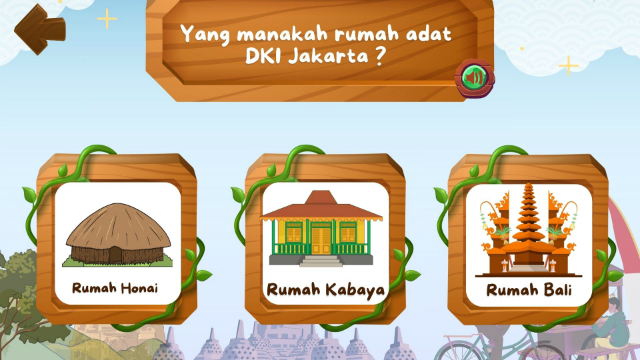 Yang manakah rumah adat
DKI Jakarta ?
Rumah Honai
Rumah Kabaya
Rumah Bali